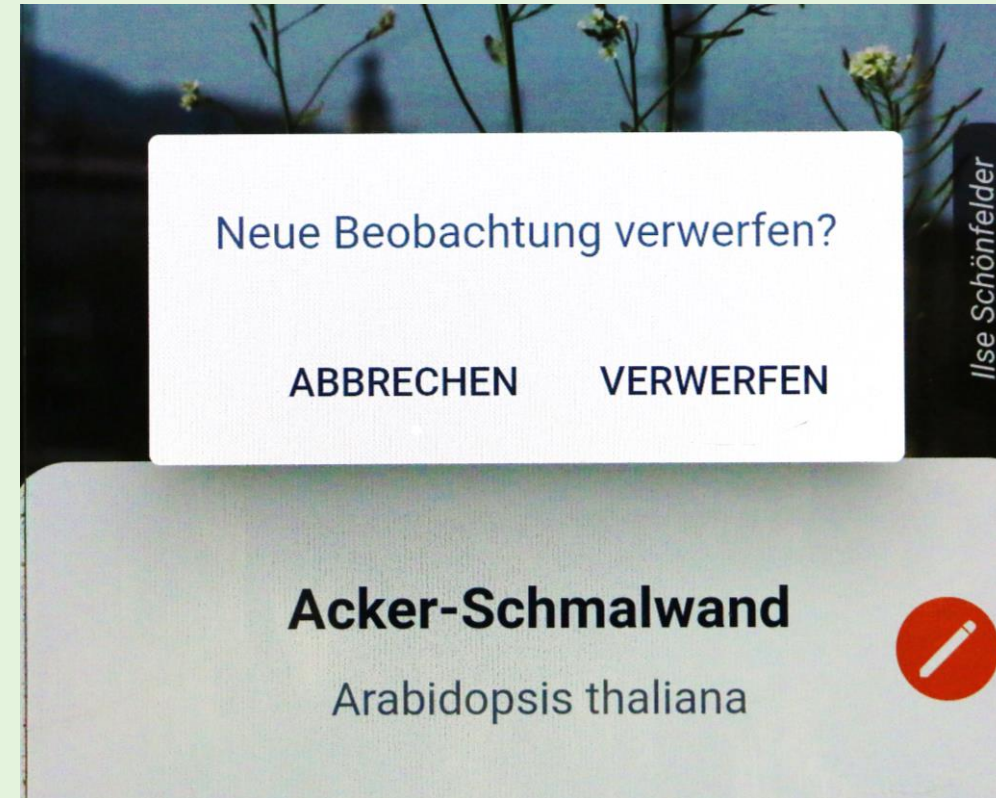 Neue Beobachtung verwerfen?
ABBRECHEN VERWERFEN
Ilse Schönfelder
Acker-Schmalwand
Arabidopsis thaliana